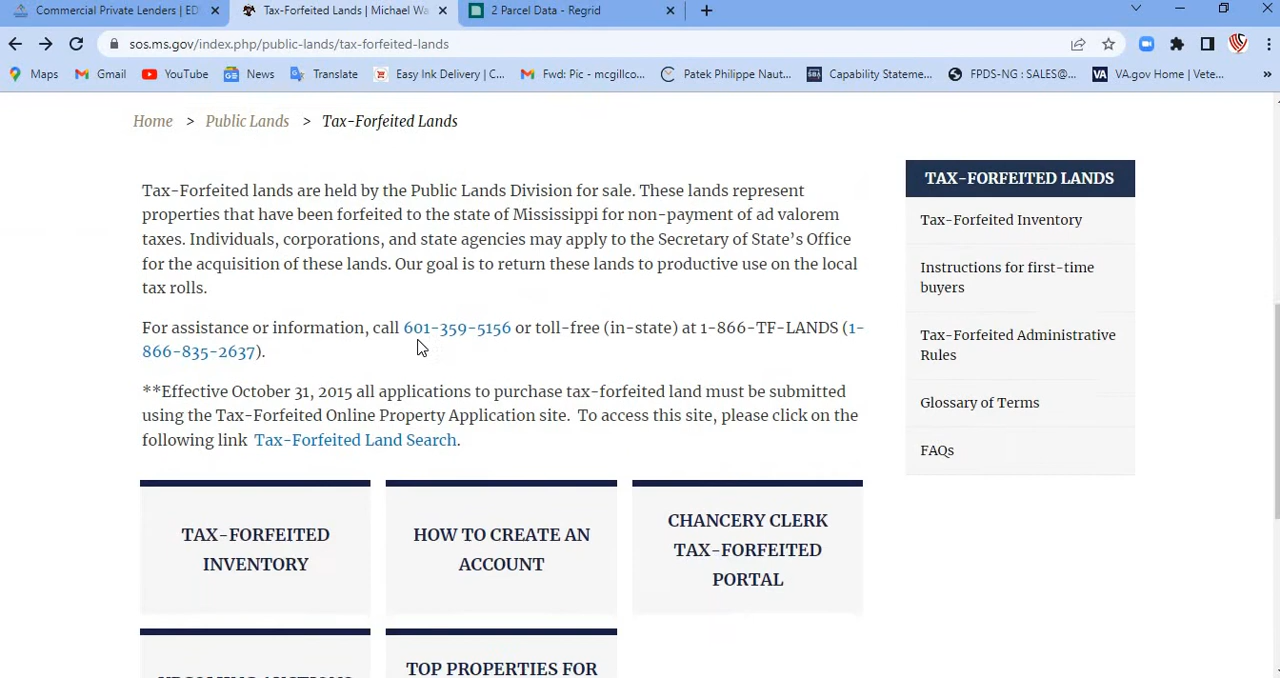 Commercial Private Lenders | ED
Tax-Forfeited Lands | Michael Wa
2 Parcel Data - Regrid
sos.ms.gov/index.php/public-lands/tax-forfeited-lands
Maps
Gmail
YouTube
News
Translate
Easy Ink Delivery | C...
Fwd: Pic - mcgillco...
Patek Philippe Naut...
SBA
Capability Stateme...
FPDS-NG : SALES@...
VA
VA.gov Home | Vete...
»
Home > Public Lands > Tax-Forfeited Lands
Tax-Forfeited lands are held by the Public Lands Division for sale. These lands represent
properties that have been forfeited to the state of Mississippi for non-payment of ad valorem
taxes. Individuals, corporations, and state agencies may apply to the Secretary of State's Office
for the acquisition of these lands. Our goal is to return these lands to productive use on the local
tax rolls.
For assistance or information, call 601-359-5156 or toll-free (in-state) at 1-866-TF-LANDS (1-
866-835-2637).
**Effective October 31, 2015 all applications to purchase tax-forfeited land must be submitted
using the Tax-Forfeited Online Property Application site. To access this site, please click on the
following link Tax-Forfeited Land Search.
TAX-FORFEITED
INVENTORY
HOW TO CREATE AN
ACCOUNT
CHANCERY CLERK
TAX-FORFEITED
PORTAL
UPCOMING AUCTIONS
TOP PROPERTIES FOR
TAX-FORFEITED LANDS
Tax-Forfeited Inventory
Instructions for first-time
buyers
Tax-Forfeited Administrative
Rules
Glossary of Terms
FAQs